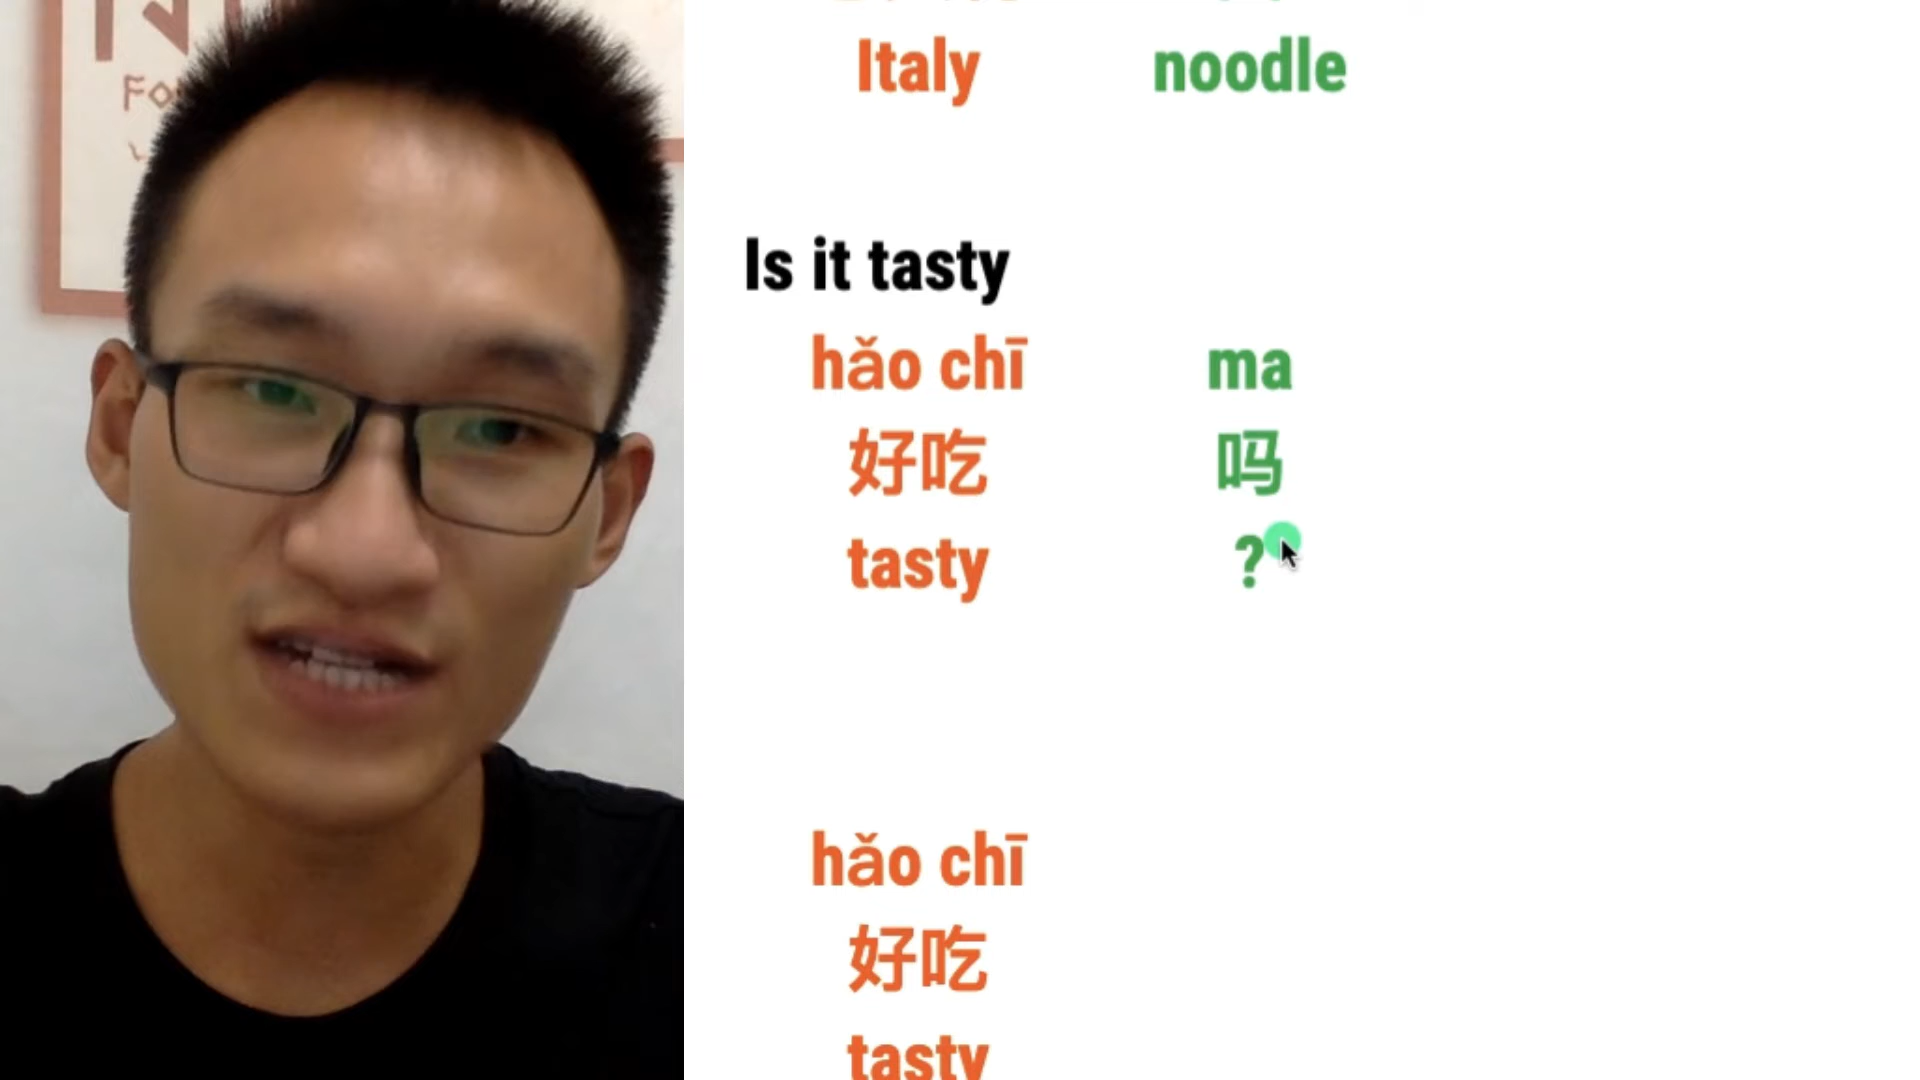 Italy noodle
Is it tasty
hǎo chī ma
好吃 吗
tasty ?
hǎo chī
好吃
tasty